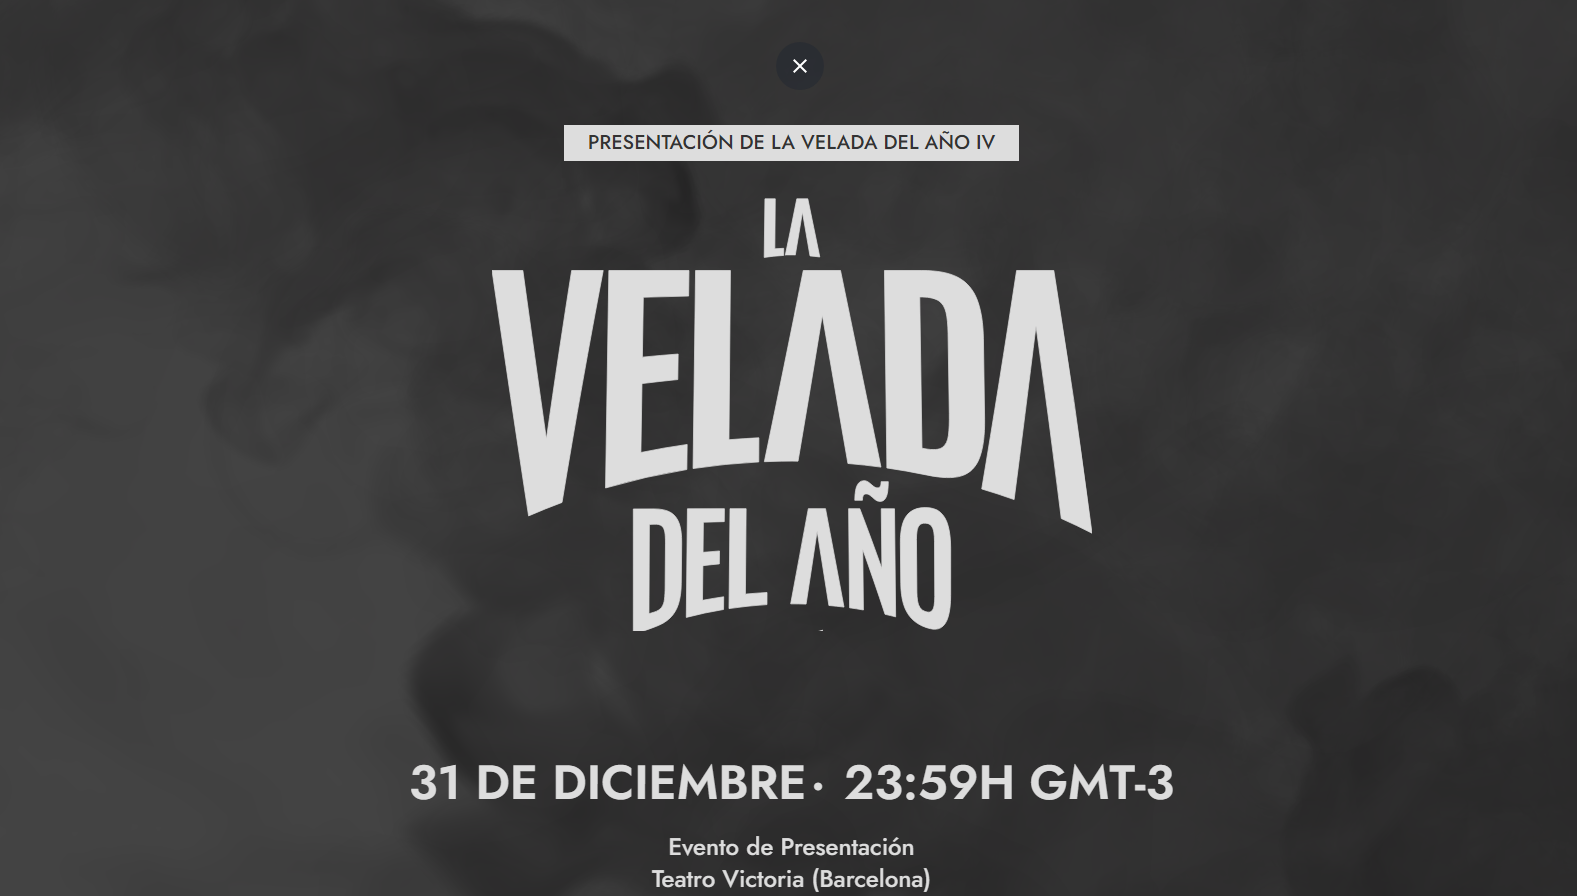 PRESENTACIÓN DE LA VELADA DEL AÑO IV
LA
VELADA
DEL AÑO
31 DE DICIEMBRE · 23:59H GMT-3
Evento de Presentación
Teatro Victoria (Barcelona)